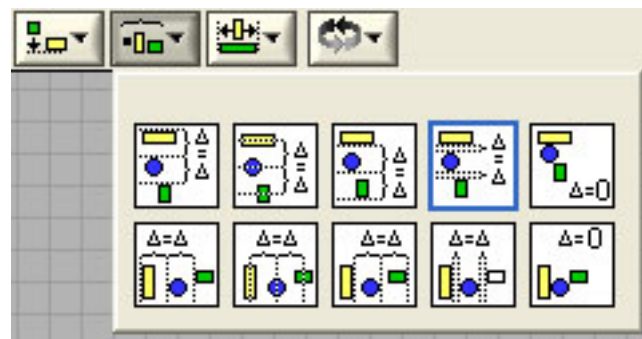 Δ = Δ Δ = Δ Δ = Δ Δ = Δ Δ=0
Δ=Δ Δ=Δ Δ=Δ Δ=Δ Δ=0